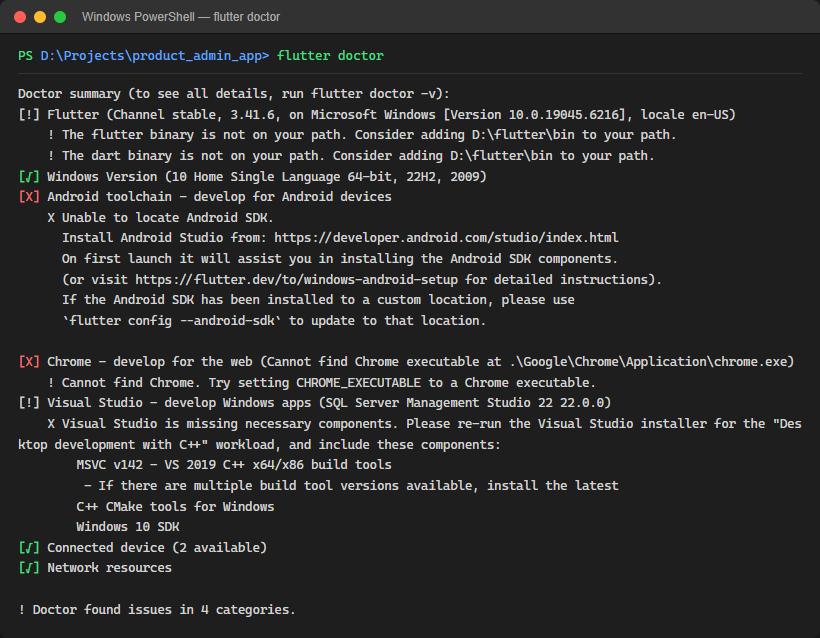 Windows PowerShell — flutter doctor
PS D:\Projects\product_admin_app> flutter doctor
Doctor summary (to see all details, run flutter doctor -v):
[!] Flutter (Channel stable, 3.41.6, on Microsoft Windows [Version 10.0.19045.6216], locale en-US)
    ! The flutter binary is not on your path. Consider adding D:\flutter\bin to your path.
    ! The dart binary is not on your path. Consider adding D:\flutter\bin to your path.
[√] Windows Version (10 Home Single Language 64-bit, 22H2, 2009)
[X] Android toolchain - develop for Android devices
    X Unable to locate Android SDK.
      Install Android Studio from: https://developer.android.com/studio/index.html
      On first launch it will assist you in installing the Android SDK components.
      (or visit https://flutter.dev/to/windows-android-setup for detailed instructions).
      If the Android SDK has been installed to a custom location, please use
      `flutter config --android-sdk` to update to that location.

[X] Chrome - develop for the web (Cannot find Chrome executable at .\Google\Chrome\Application\chrome.exe)
    ! Cannot find Chrome. Try setting CHROME_EXECUTABLE to a Chrome executable.
[!] Visual Studio - develop Windows apps (SQL Server Management Studio 22 22.0.0)
    X Visual Studio is missing necessary components. Please re-run the Visual Studio installer for the "Des
ktop development with C++" workload, and include these components:
        MSVC v142 - VS 2019 C++ x64/x86 build tools
         - If there are multiple build tool versions available, install the latest
        C++ CMake tools for Windows
        Windows 10 SDK
[√] Connected device (2 available)
[√] Network resources

! Doctor found issues in 4 categories.